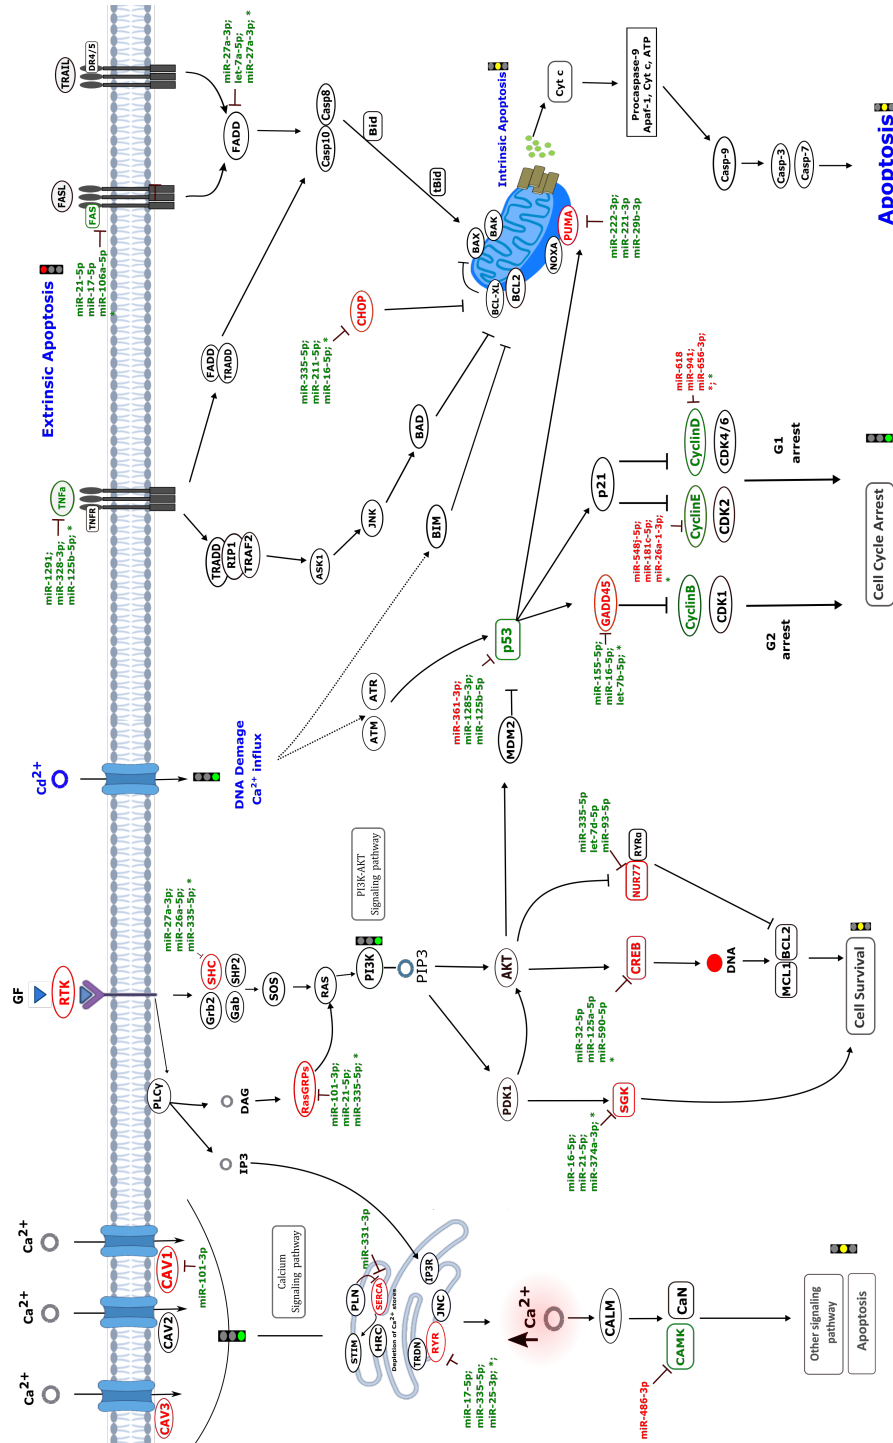 Ca²⁺
Ca²⁺
Ca²⁺
CAV3
CAV2
CAV1
miR-101-3p
Calcium
Signaling pathway
miR-331-3p
PLN
SERCA
STIM
HRC
Depletion of Ca²⁺ stores
IP3R
JNC
TRDN
RYR
miR-17-5p;
miR-335-5p;
miR-25-3p; *;
Ca²⁺
CALM
CaN
CAMK
miR-486-3p
Other signaling
pathway
Apoptosis
GF
RTK
PLCγ
DAG
IP3
RasGRPs
miR-101-3p;
miR-21-5p;
miR-335-5p; *
miR-27a-3p;
miR-26a-5p;
miR-335-5p; *
SHC
Grb2
SHP2
Gab
SOS
RAS
PI3K-AKT
Signaling pathway
PI3K
PIP3
PDK1
AKT
miR-16-5p;
miR-21-5p;
miR-374a-3p; *
SGK
miR-32-5p
miR-125a-5p
miR-590-5p
*
CREB
DNA
miR-335-5p
let-7d-5p
miR-93-5p
NUR77
RYRα
MCL1
BCL2
Cell Survival
Cd²⁺
DNA Demage
Ca²⁺ influx
ATM
ATR
MDM2
p53
miR-361-3p;
miR-1285-3p;
miR-125b-5p
miR-155-5p;
miR-16-5p;
let-7b-5p; *
GADD45
p21
CyclinB
CDK1
miR-548j-5p;
miR-181c-5p;
miR-26a-1-3p;
*
CyclinE
CDK2
miR-618
miR-941;
miR-656-3p;
*; *
CyclinD
CDK4/6
G2
arrest
G1
arrest
Cell Cycle Arrest
Extrinsic Apoptosis
miR-1291;
miR-328-3p;
miR-125b-5p; *
TNFa
TNFR
TRADD
RIP1
TRAF2
ASK1
JNK
BAD
BIM
FADD
TRADD
miR-21-5p
miR-17-5p
miR-106a-5p
*
FASL
FAS
TRAIL
DR4/5
FADD
miR-27a-3p;
let-7a-5p;
miR-27a-3p; *
Casp10
Casp8
Bid
tBid
miR-335-5p;
miR-211-5p;
miR-16-5p; *
CHOP
BCL-XL
BCL2
BAX
BAK
NOXA
PUMA
miR-222-3p;
miR-221-3p
miR-29b-3p
Intrinsic Apoptosis
Cyt c
Procaspase-9
Apaf-1, Cyt c, ATP
Casp-9
Casp-3
Casp-7
Apoptosis